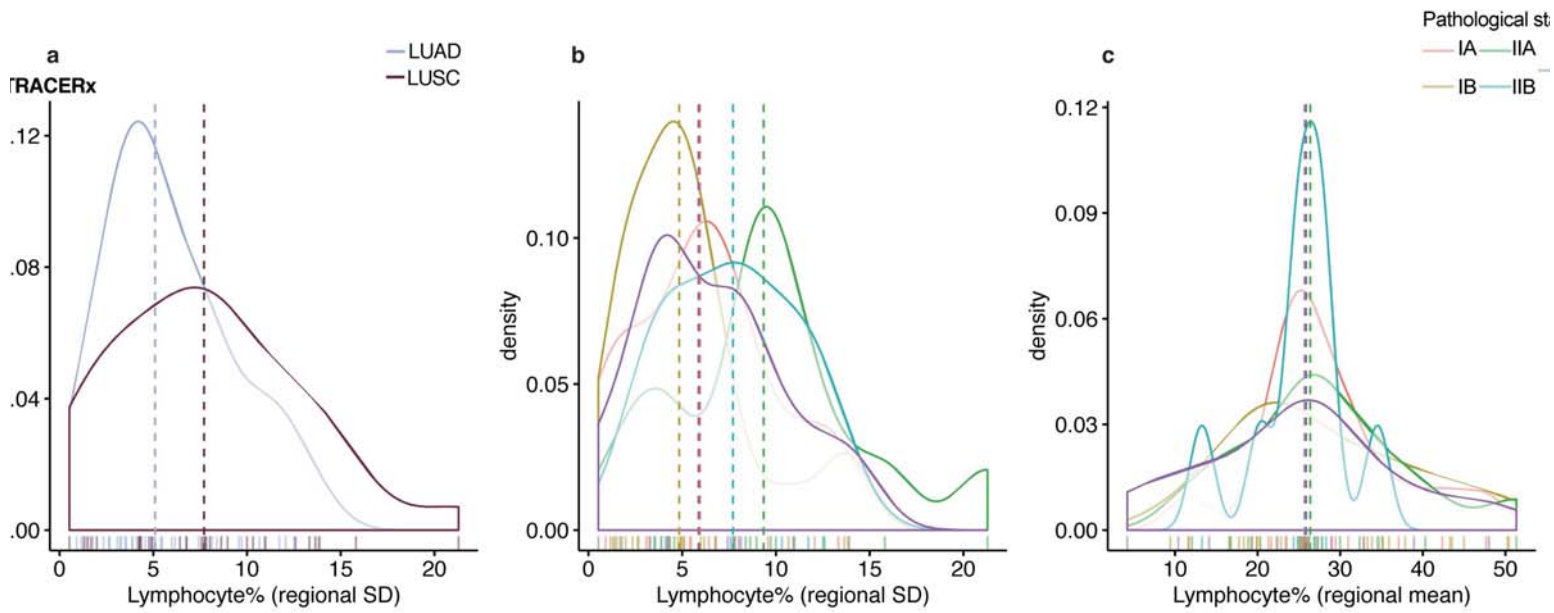 a
LUAD
LUSC
TRACERx
.12
.08
.04
.00
0 5 10 15 20
Lymphocyte% (regional SD)
b
density
0.10
0.05
0.00
0 5 10 15 20
Lymphocyte% (regional SD)
c
Pathological sta
IA IIA
IB IIB
density
0.12
0.09
0.06
0.03
0.00
10 20 30 40 50
Lymphocyte% (regional mean)